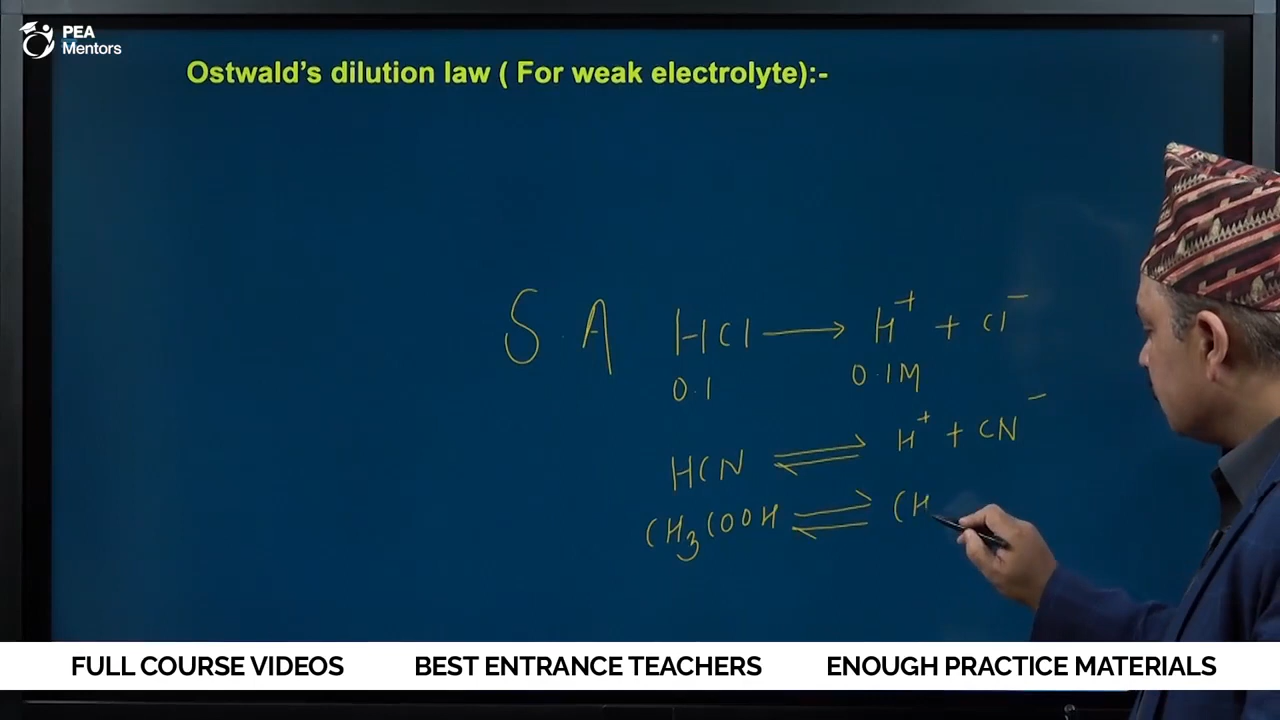 PEA
Mentors
Ostwald's dilution law ( For weak electrolyte):-
S.A HCl ⟶ H⁺ + Cl⁻
0.1 0.1M
HCN ⇌ H⁺ + CN⁻
CH₃COOH ⇌ CH
FULL COURSE VIDEOS BEST ENTRANCE TEACHERS ENOUGH PRACTICE MATERIALS